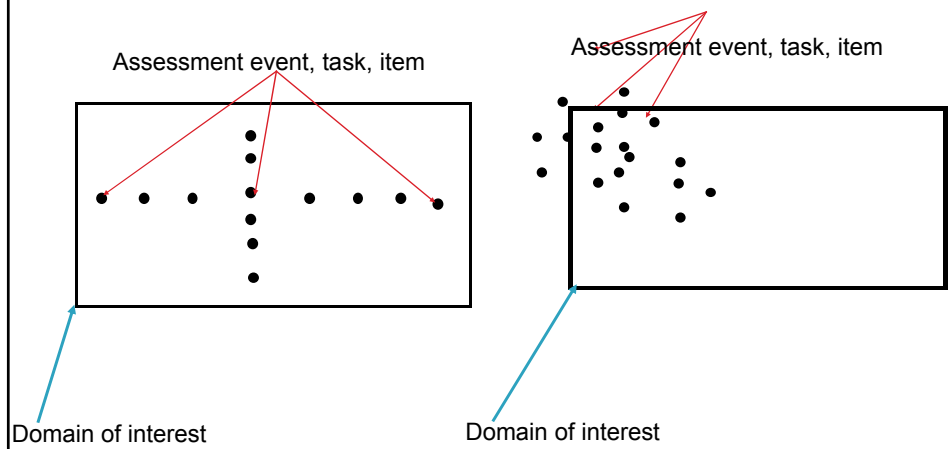 Assessment event, task, item
Assessment event, task, item
Domain of interest
Domain of interest